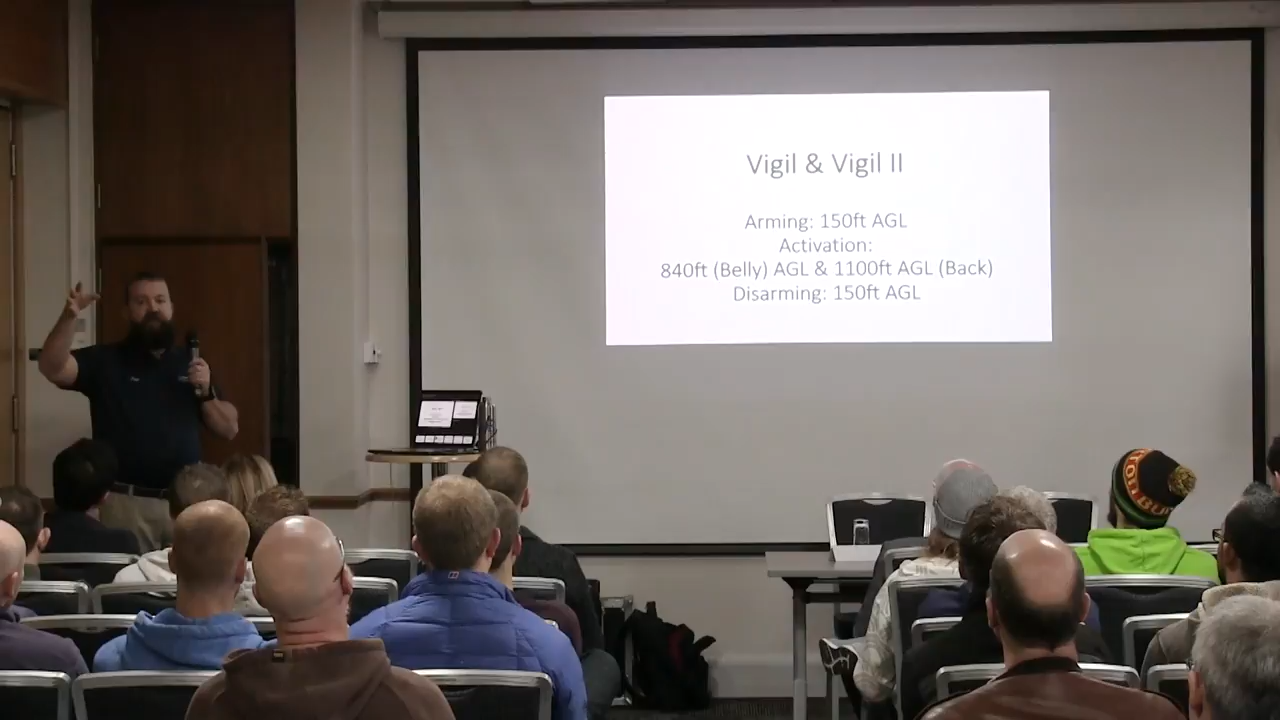 Vigil & Vigil II
Arming: 150ft AGL
Activation:
840ft (Belly) AGL & 1100ft AGL (Back)
Disarming: 150ft AGL